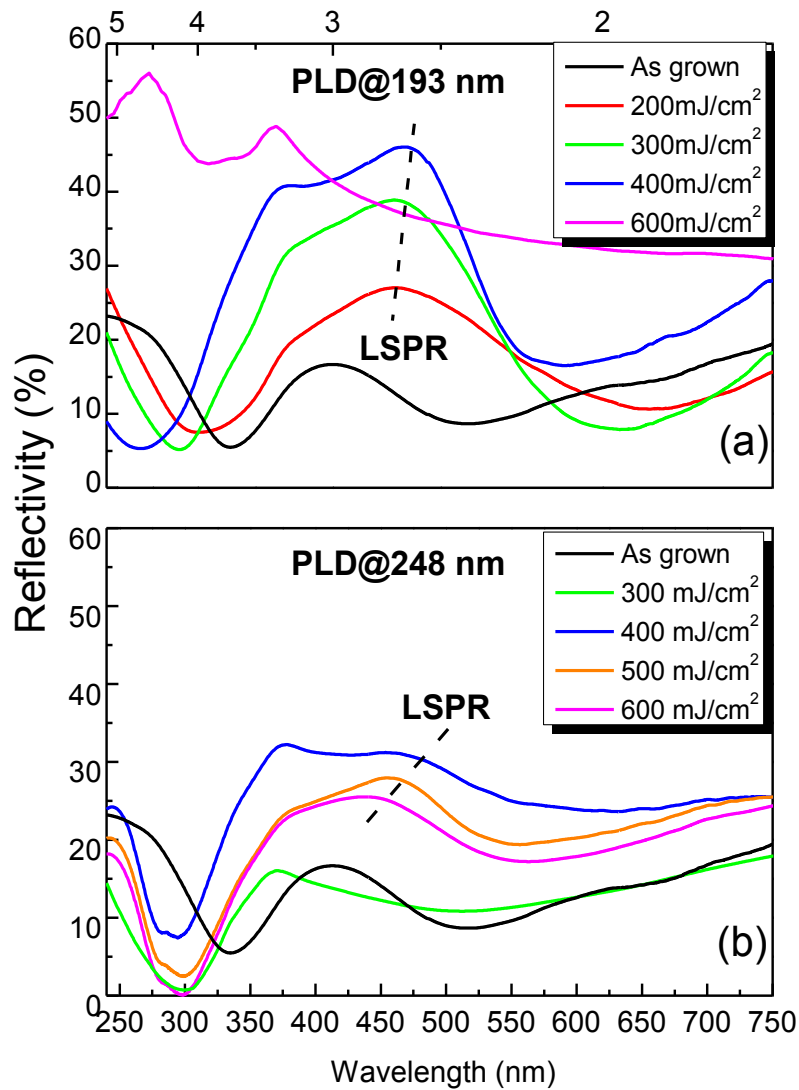 5 4 3 2
60
50
40
30
20
10
0
PLD@193 nm
LSPR
As grown
200mJ/cm²
300mJ/cm²
400mJ/cm²
600mJ/cm²
(a)
Reflectivity (%)
60
50
40
30
20
10
0
PLD@248 nm
LSPR
As grown
300 mJ/cm²
400 mJ/cm²
500 mJ/cm²
600 mJ/cm²
(b)
250 300 350 400 450 500 550 600 650 700 750
Wavelength (nm)